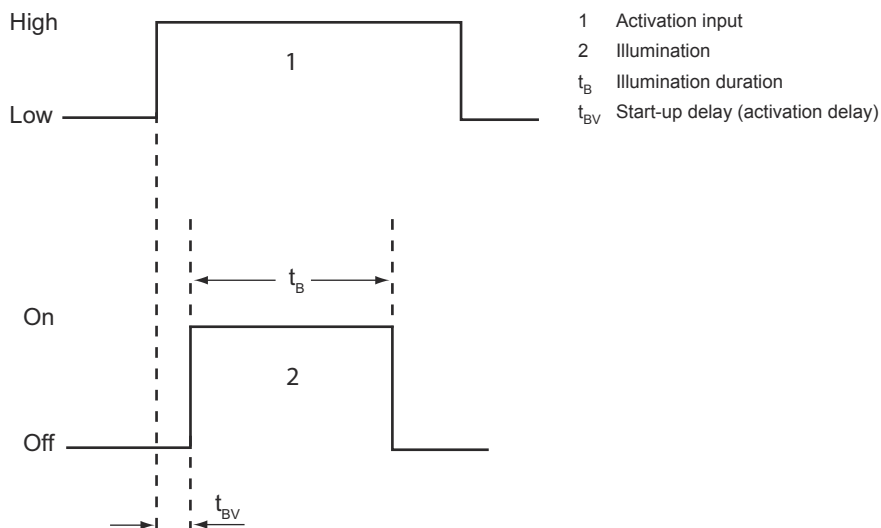 High
1
Low
1 Activation input
2 Illumination
t_B Illumination duration
t_BV Start-up delay (activation delay)
t_B
On
2
Off
t_BV